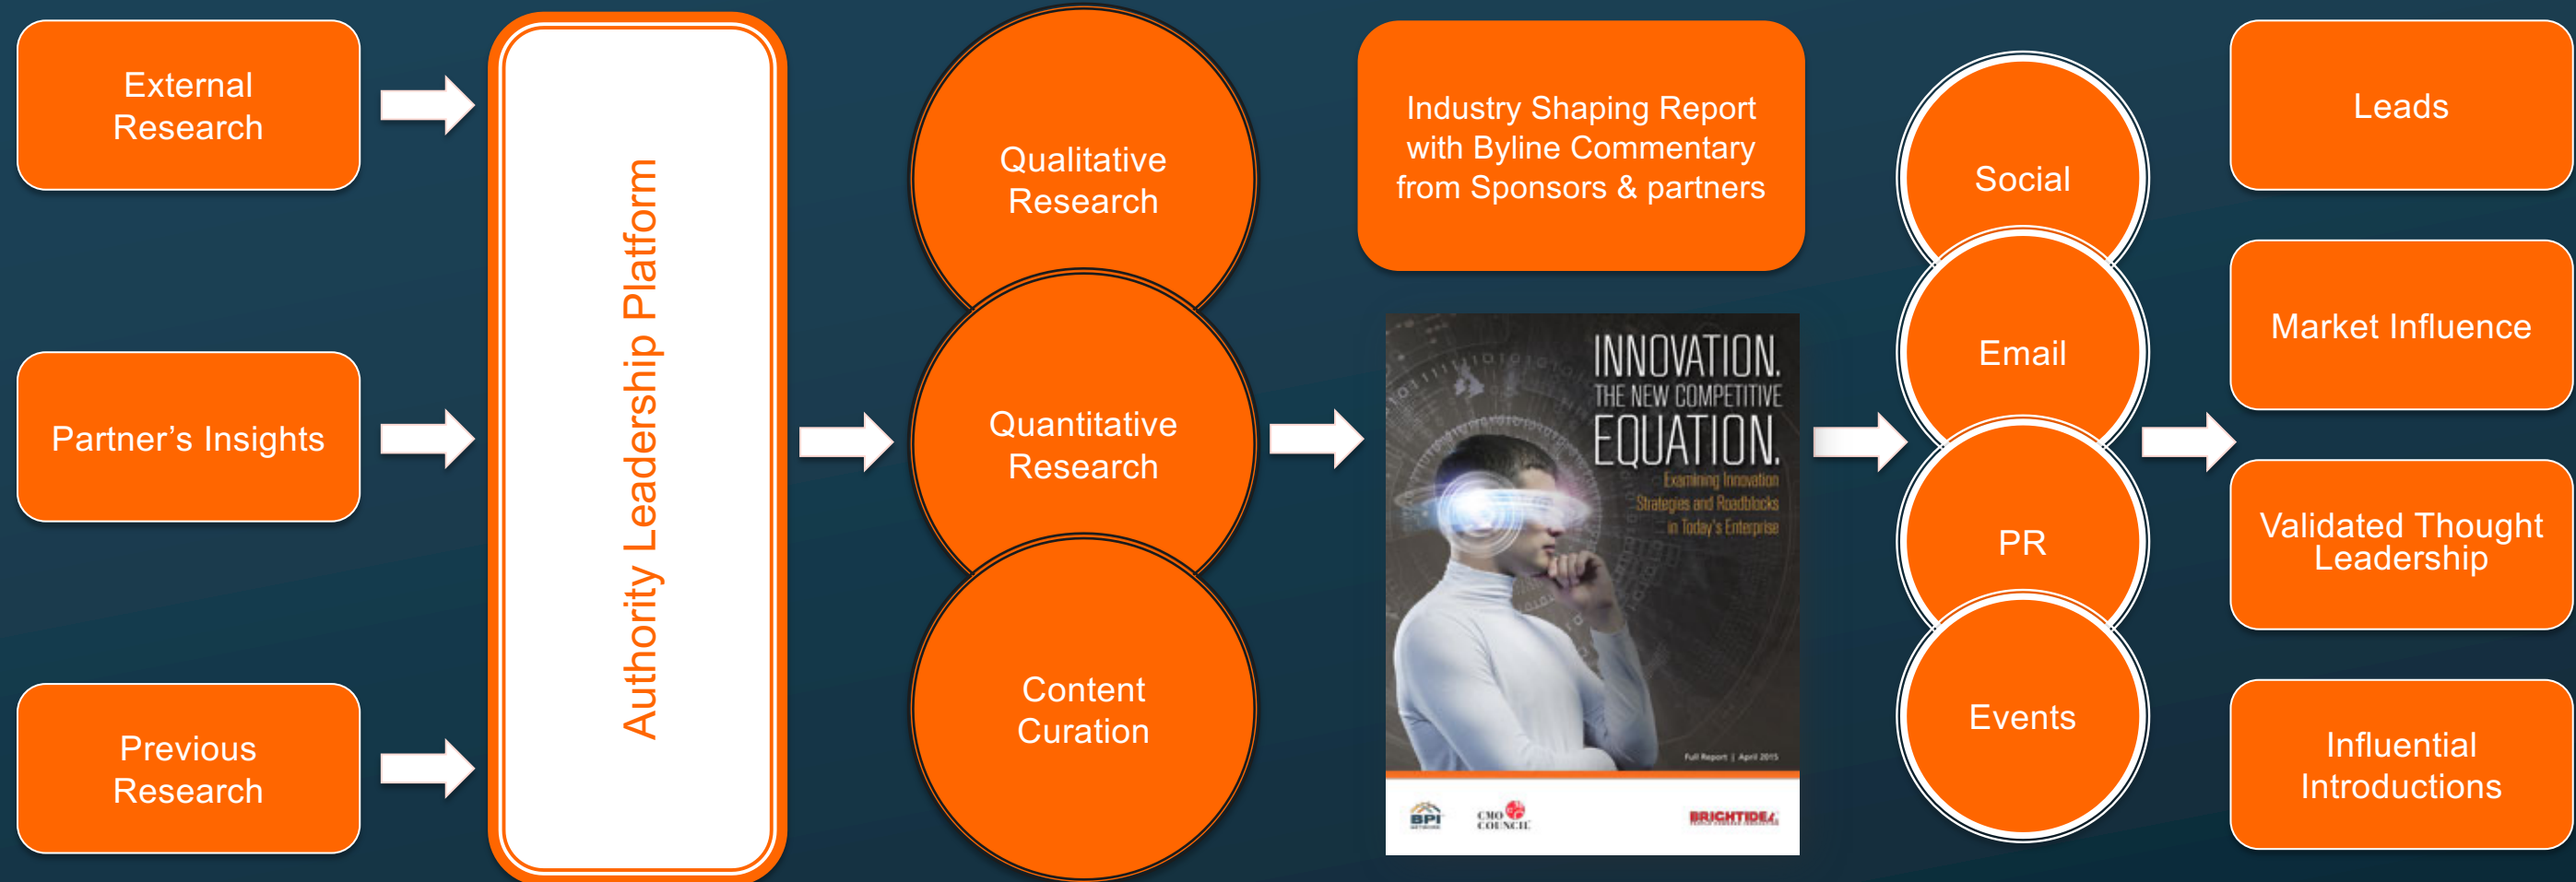 External
Research
Partner's Insights
Previous
Research
Authority Leadership Platform
Qualitative
Research
Quantitative
Research
Content
Curation
Industry Shaping Report
with Byline Commentary
from Sponsors & partners
INNOVATION.
THE NEW COMPETITIVE
EQUATION.
Examining Innovation
Strategies and Roadblocks
in Today's Enterprise
Full Report | April 2015
BPI
NETWORK
CMO
COUNCIL
BRIGHTIDEA
Social
Email
PR
Events
Leads
Market Influence
Validated Thought
Leadership
Influential
Introductions